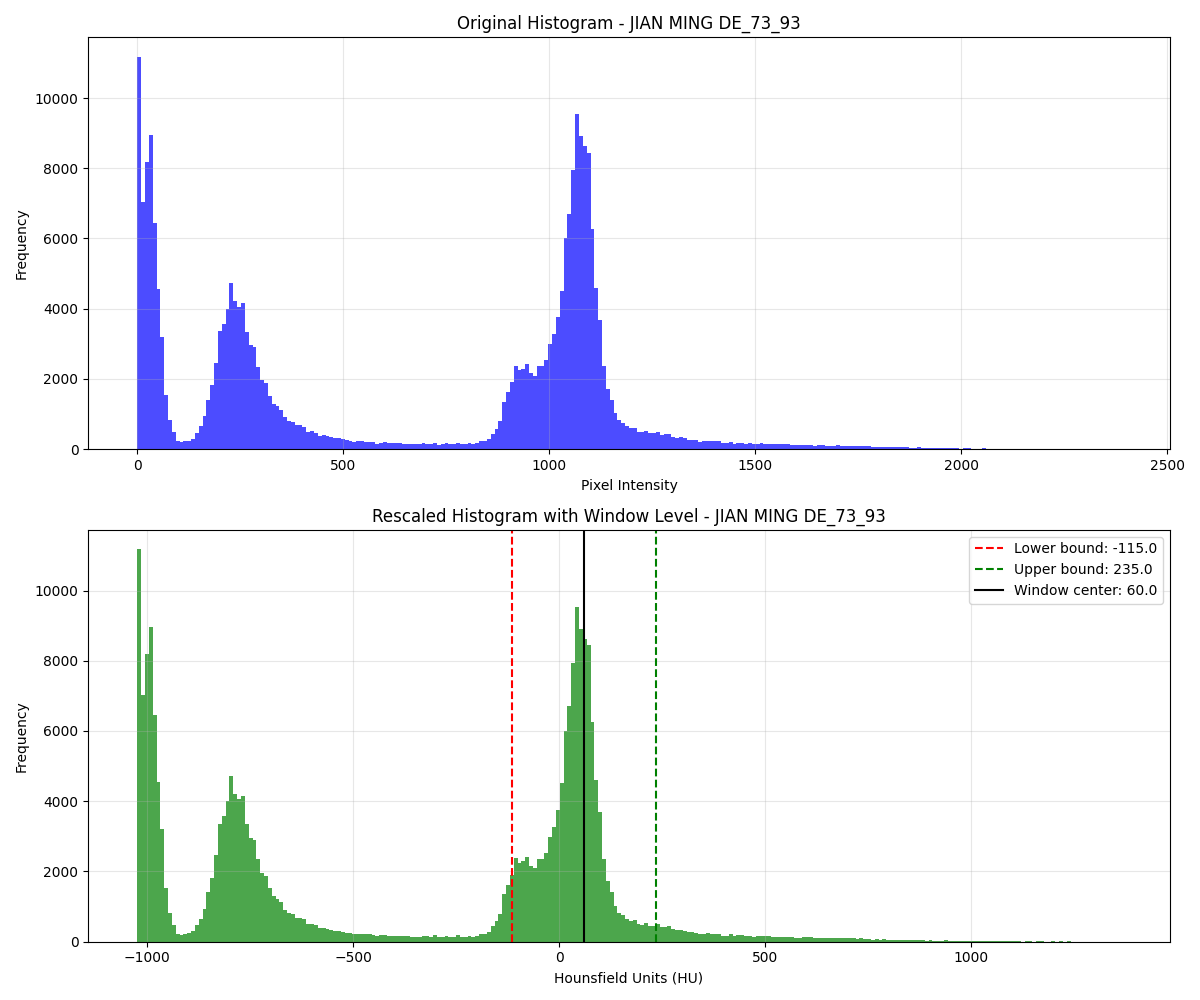 Original Histogram - JIAN MING DE_73_93
Frequency
10000
8000
6000
4000
2000
0
0 500 1000 1500 2000 2500
Pixel Intensity
Rescaled Histogram with Window Level - JIAN MING DE_73_93
Lower bound: -115.0
Upper bound: 235.0
Window center: 60.0
Frequency
10000
8000
6000
4000
2000
0
−1000 −500 0 500 1000
Hounsfield Units (HU)